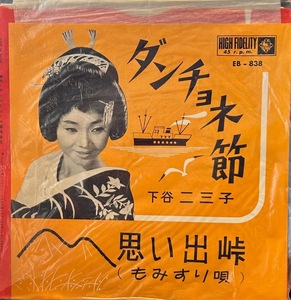 HIGH FIDELITY
45 r.p.m.
EB-838
ダンチョネ節
下谷二三子
思い出峠
(もみすり唄)